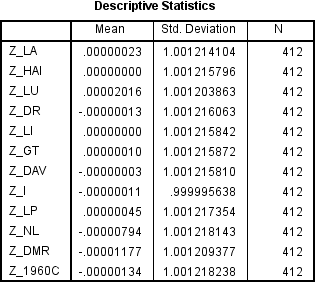 Descriptive Statistics
Mean Std. Deviation N
Z_LA .00000023 1.001214104 412
Z_HAI .00000000 1.001215796 412
Z_LU .00002016 1.001203863 412
Z_DR -.00000013 1.001216063 412
Z_LI .00000000 1.001215842 412
Z_GT .00000010 1.001215872 412
Z_DAV -.00000003 1.001215810 412
Z_I -.00000011 .999995638 412
Z_LP .00000045 1.001217354 412
Z_NL -.00000794 1.001218143 412
Z_DMR -.00001177 1.001209377 412
Z_1960C -.00000134 1.001218238 412